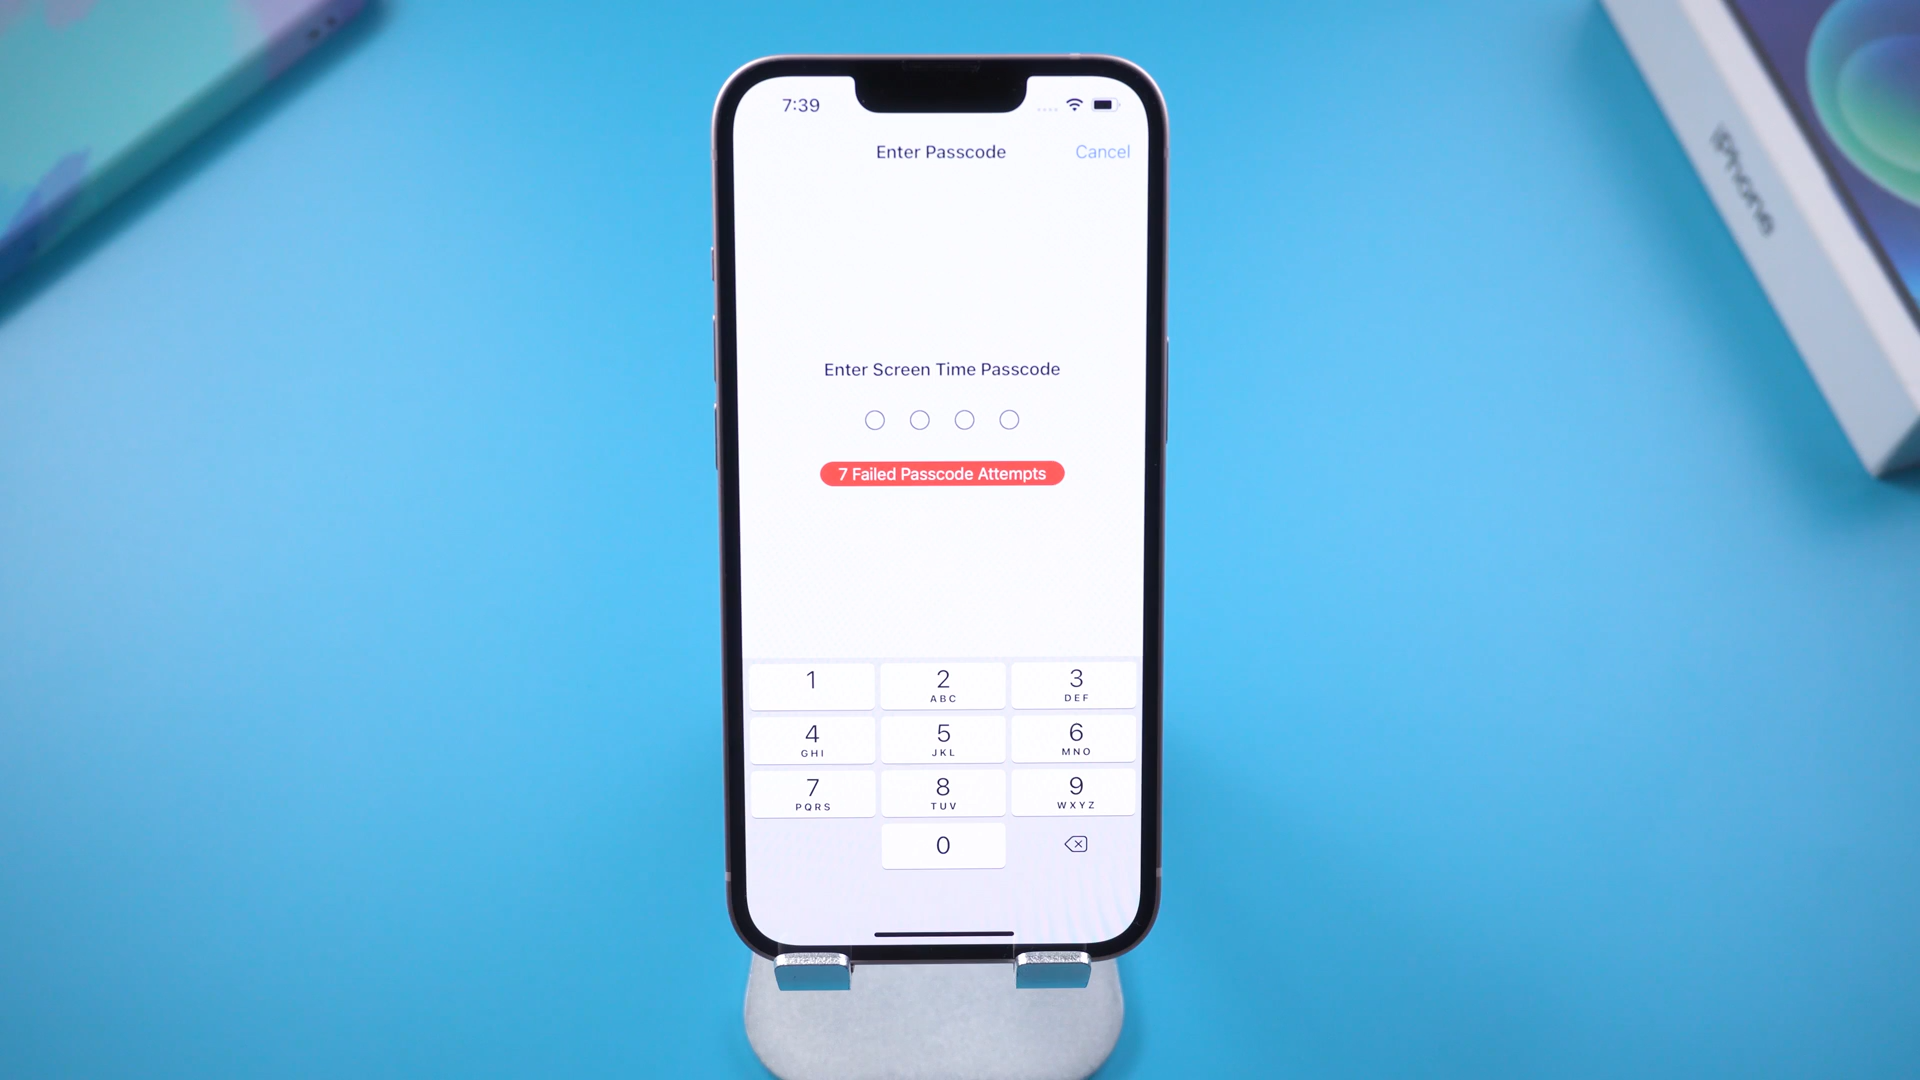 7:39
Enter Passcode
Cancel
Enter Screen Time Passcode
7 Failed Passcode Attempts
1
2
3
ABC
DEF
4
5
6
GHI
JKL
MNO
7
8
9
PQRS
TUV
WXYZ
0
iPhone